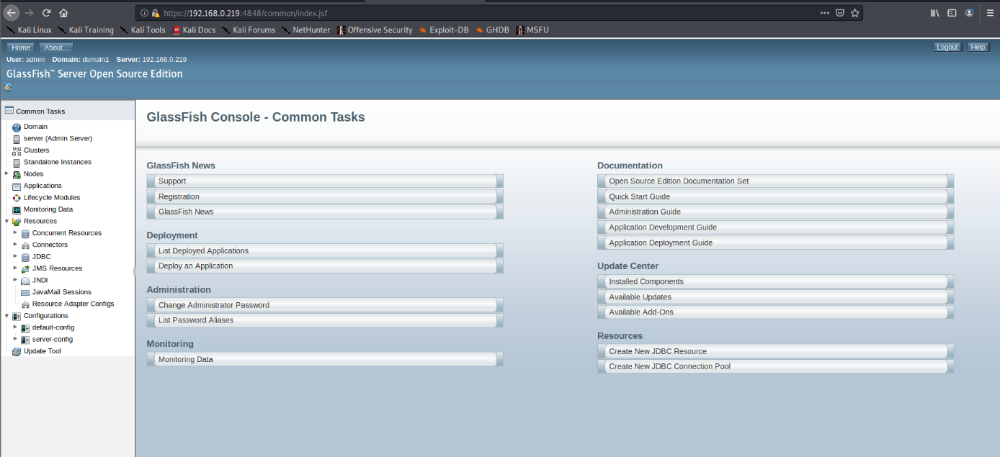 https://192.168.0.219:4848/common/index.jsf
Kali Linux Kali Training Kali Tools Kali Docs Kali Forums NetHunter Offensive Security Exploit-DB GHDB MSFU
Home About... Logout Help
User: admin Domain: domain1 Server: 192.168.0.219
GlassFish™ Server Open Source Edition
Common Tasks
Domain
server (Admin Server)
Clusters
Standalone Instances
Nodes
Applications
Lifecycle Modules
Monitoring Data
Resources
Concurrent Resources
Connectors
JDBC
JMS Resources
JNDI
JavaMail Sessions
Resource Adapter Configs
Configurations
default-config
server-config
Update Tool
GlassFish Console - Common Tasks
GlassFish News
Support
Registration
GlassFish News
Deployment
List Deployed Applications
Deploy an Application
Administration
Change Administrator Password
List Password Aliases
Monitoring
Monitoring Data
Documentation
Open Source Edition Documentation Set
Quick Start Guide
Administration Guide
Application Development Guide
Application Deployment Guide
Update Center
Installed Components
Available Updates
Available Add-Ons
Resources
Create New JDBC Resource
Create New JDBC Connection Pool